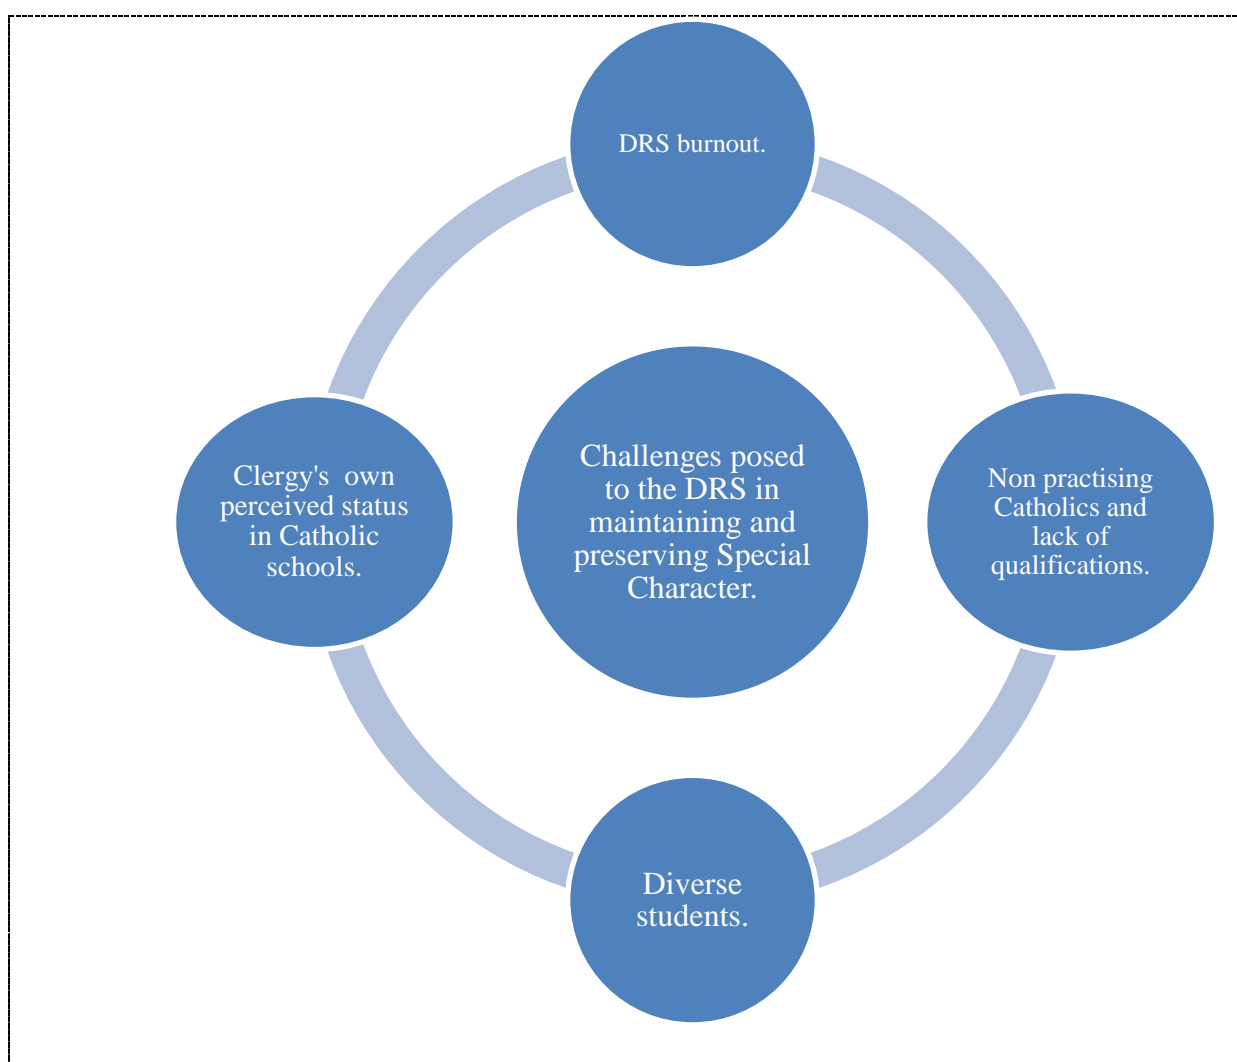 DRS burnout.
Clergy's  own
perceived status
in Catholic
schools.
Challenges posed
to the DRS in
maintaining and
preserving Special
Character.
Non practising
Catholics and
lack of
qualifications.
Diverse
students.